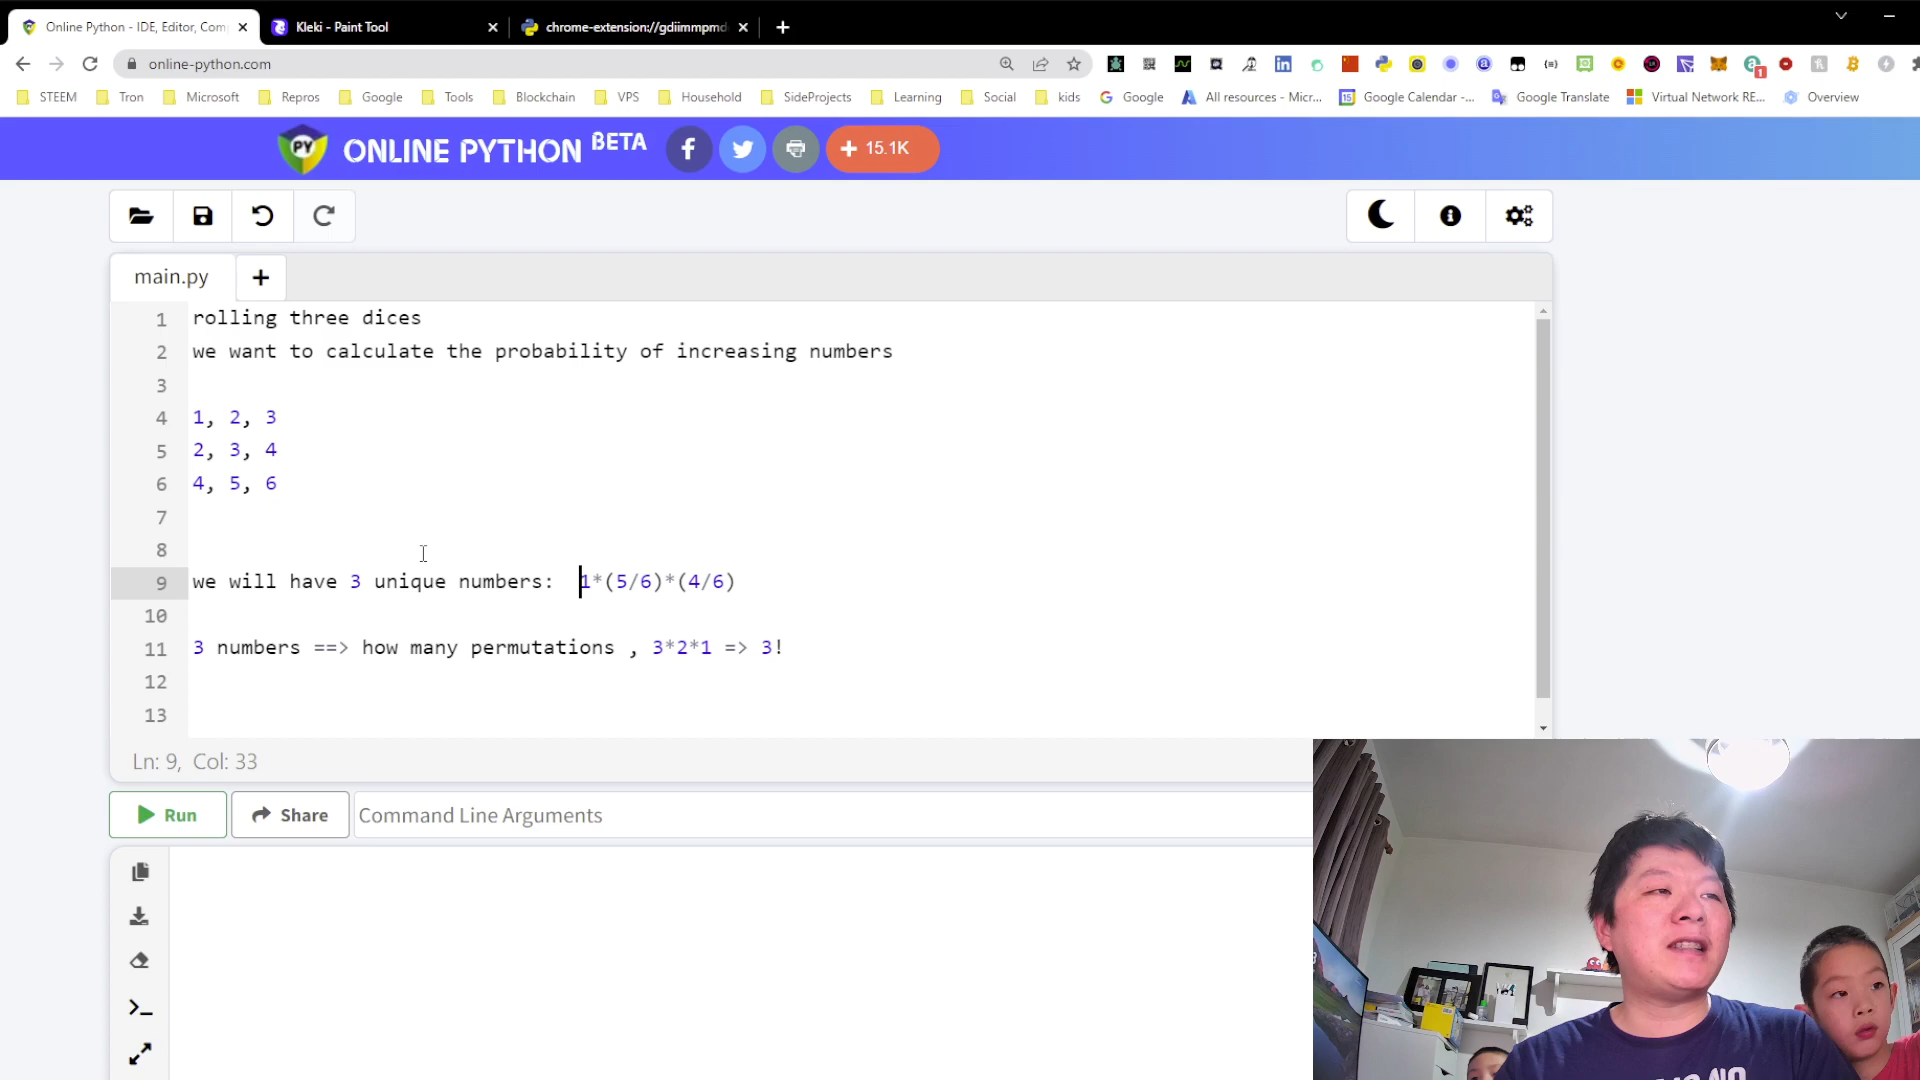 Online Python - IDE, Editor, Com
Kleki - Paint Tool
chrome-extension://gdiimmpmd
online-python.com
STEEM
Tron
Microsoft
Repros
Google
Tools
Blockchain
VPS
Household
SideProjects
Learning
Social
kids
Google
All resources - Micr...
Google Calendar -...
Google Translate
Virtual Network RE...
Overview
PY
ONLINE PYTHON BETA
15.1K
main.py
1 rolling three dices
2 we want to calculate the probability of increasing numbers
3
4 1, 2, 3
5 2, 3, 4
6 4, 5, 6
7
8
9 we will have 3 unique numbers: 1*(5/6)*(4/6)
10
11 3 numbers ==> how many permutations , 3*2*1 => 3!
12
13
Ln: 9, Col: 33
Run
Share
Command Line Arguments